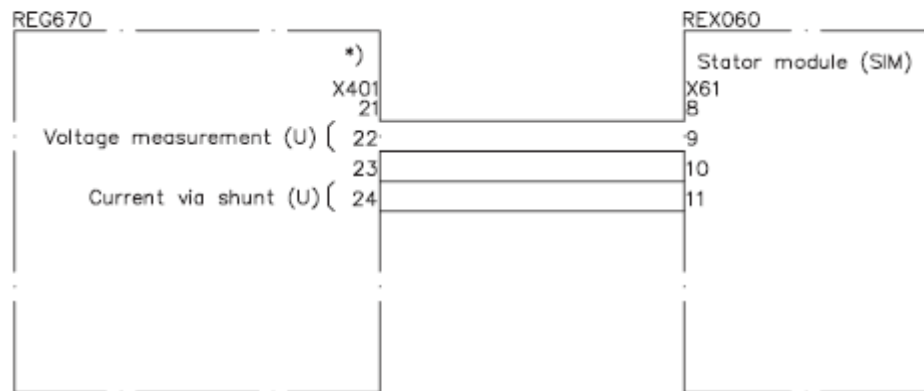 REG670
REX060
*)
Stator module (SIM)
X401
X61
21
8
Voltage measurement (U) ( 22
9
23
10
Current via shunt (U) ( 24
11